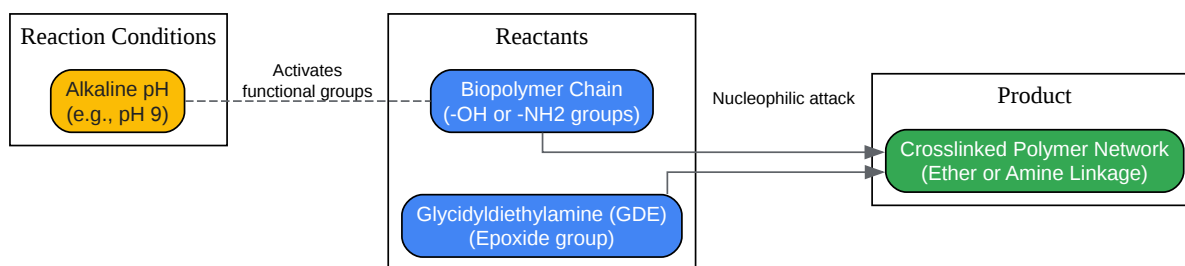 Reaction Conditions
Alkaline pH
(e.g., pH 9)
Activates
functional groups
Reactants
Biopolymer Chain
(-OH or -NH2 groups)
Glycidyldiethylamine (GDE)
(Epoxide group)
Nucleophilic attack
Product
Crosslinked Polymer Network
(Ether or Amine Linkage)